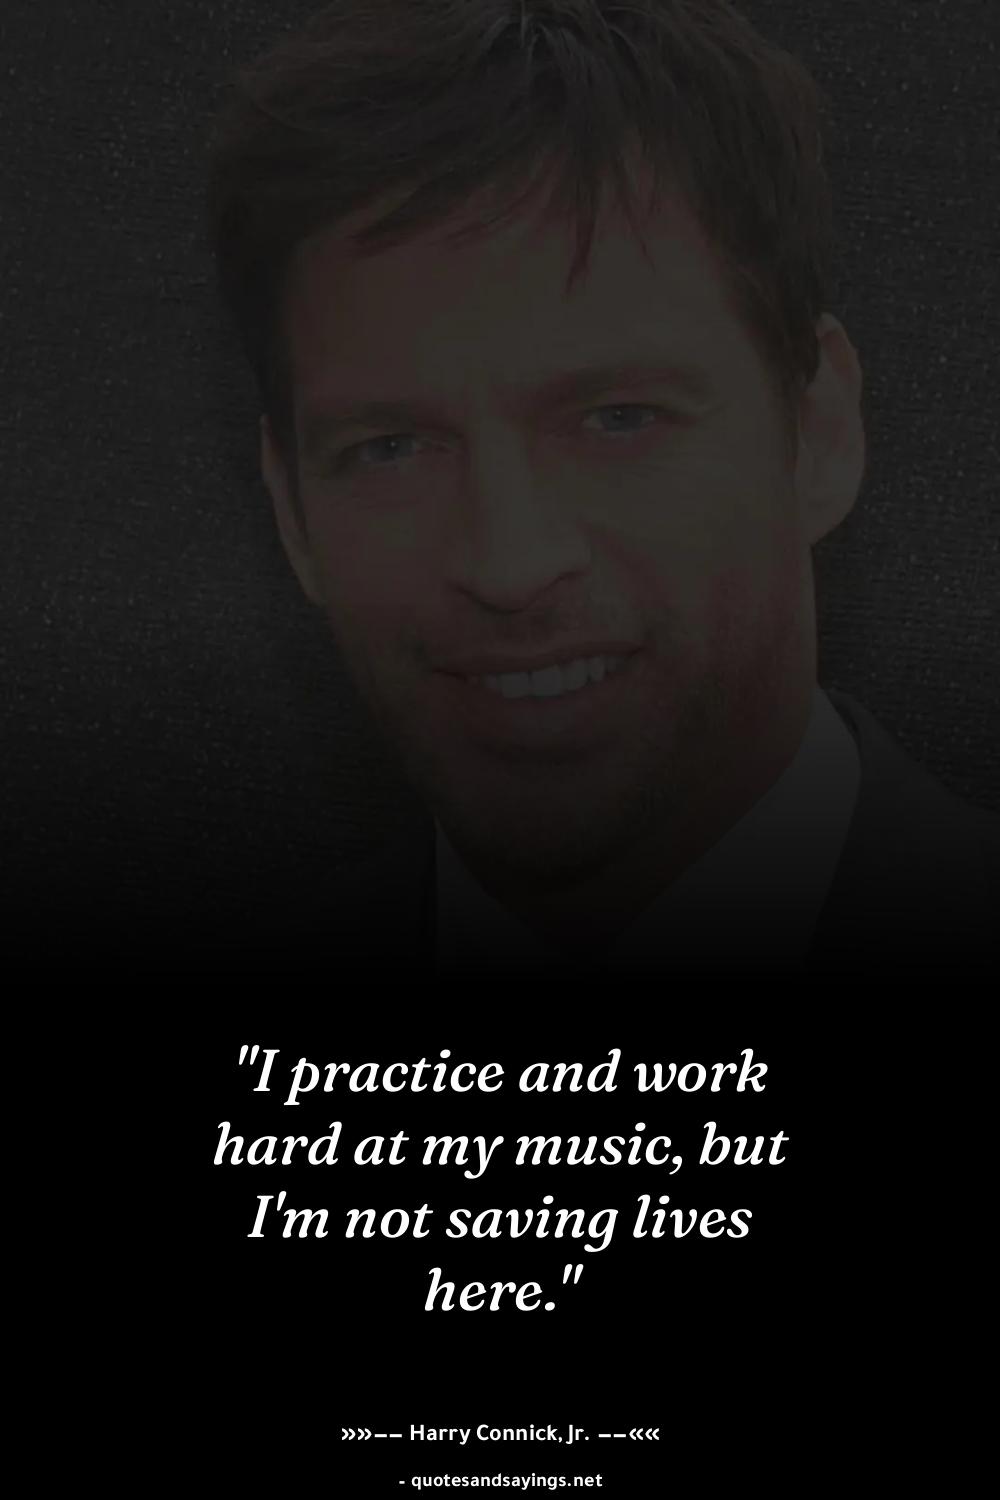 "I practice and work
hard at my music, but
I'm not saving lives
here."
»»–– Harry Connick, Jr. ––««
- quotesandsayings.net